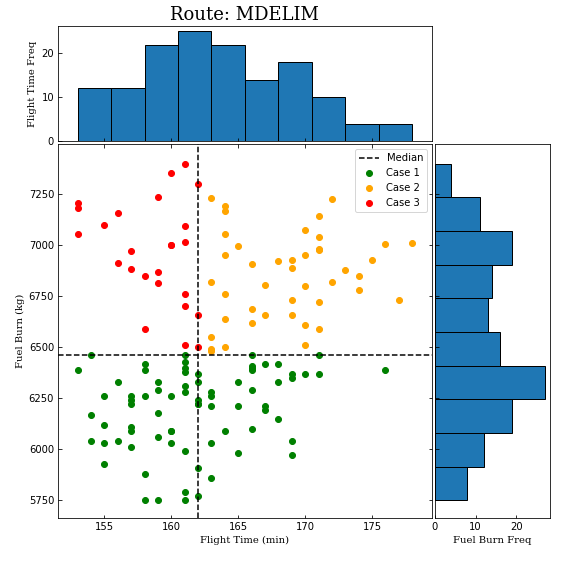 Route: MDELIM
Flight Time Freq
20
10
0
Median
Case 1
Case 2
Case 3
Fuel Burn (kg)
7250
7000
6750
6500
6250
6000
5750
155
160
165
170
175
Flight Time (min)
0
10
20
Fuel Burn Freq